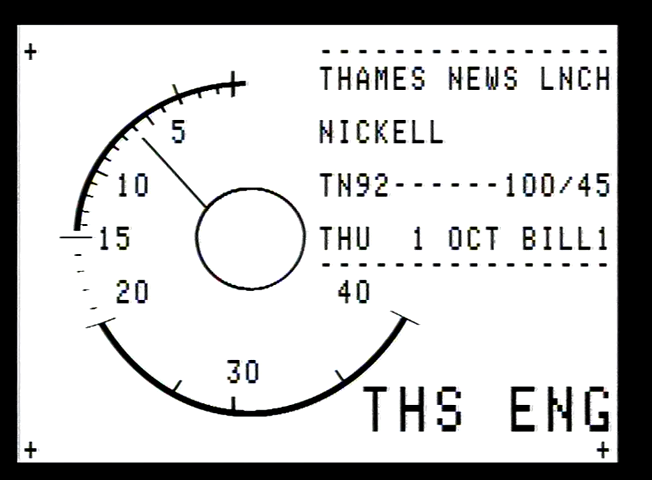 THAMES NEWS LNCH
NICKELL
TN92------100/45
THU 1 OCT BILL1
5
10
15
20
30
40
THS ENG